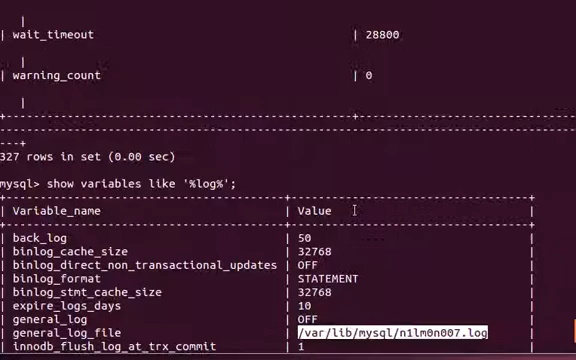 |
| wait_timeout | 28800
|
| warning_count | 0
|
+----------------------------------------+-------------------------------
--------------------------------------------------------------------------------
---+
327 rows in set (0.00 sec)
mysql> show variables like '%log%';
+-----------------------------------------+-----------------------------------+
| Variable_name | Value |
+-----------------------------------------+-----------------------------------+
| back_log | 50 |
| binlog_cache_size | 32768 |
| binlog_direct_non_transactional_updates | OFF |
| binlog_format | STATEMENT |
| binlog_stmt_cache_size | 32768 |
| expire_logs_days | 10 |
| general_log | OFF |
| general_log_file | /var/lib/mysql/n1lm0n007.log |
| innodb_flush_log_at_trx_commit | 1 |